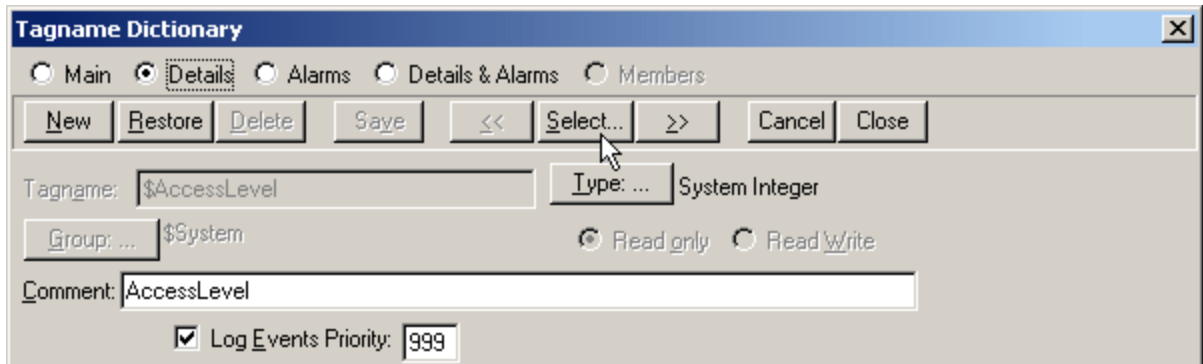 Tagname Dictionary
Main Details Alarms Details & Alarms Members
New Restore Delete Save << Select... >> Cancel Close
Tagname: $AccessLevel Type: ... System Integer
Group: ... $System Read only Read Write
Comment: AccessLevel
Log Events Priority: 999